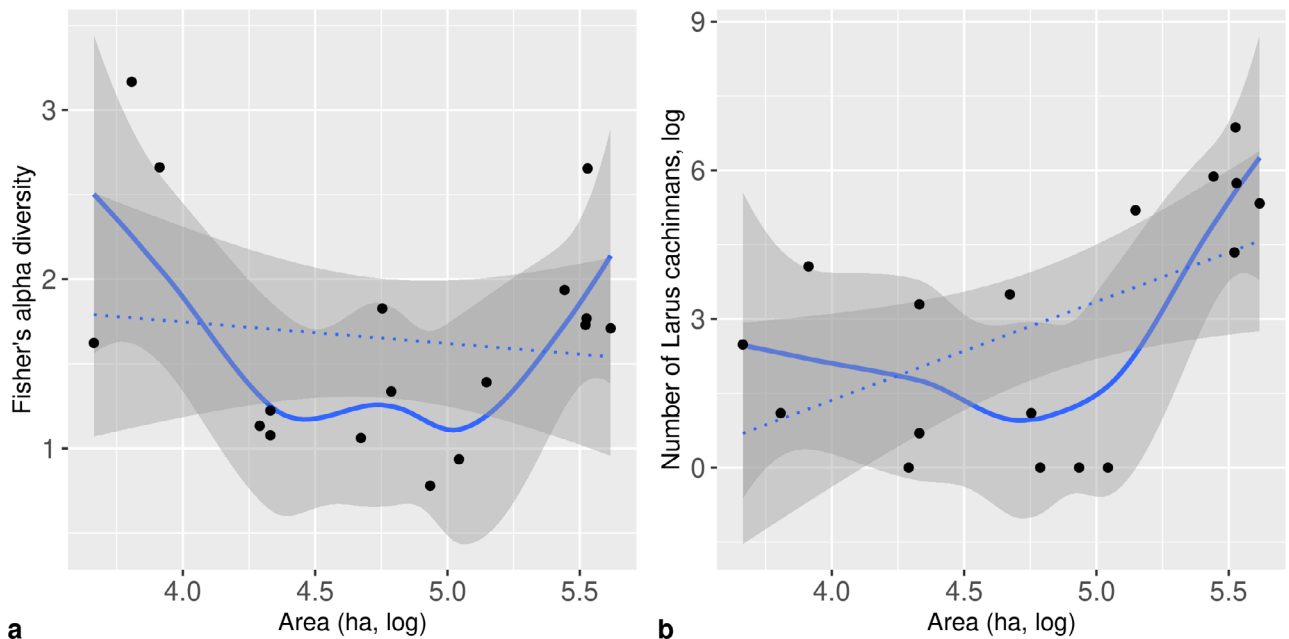 3
2
1
Fisher's alpha diversity
4.0 4.5 5.0 5.5
Area (ha, log)
a
9
6
3
0
Number of Larus cachinnans, log
4.0 4.5 5.0 5.5
Area (ha, log)
b